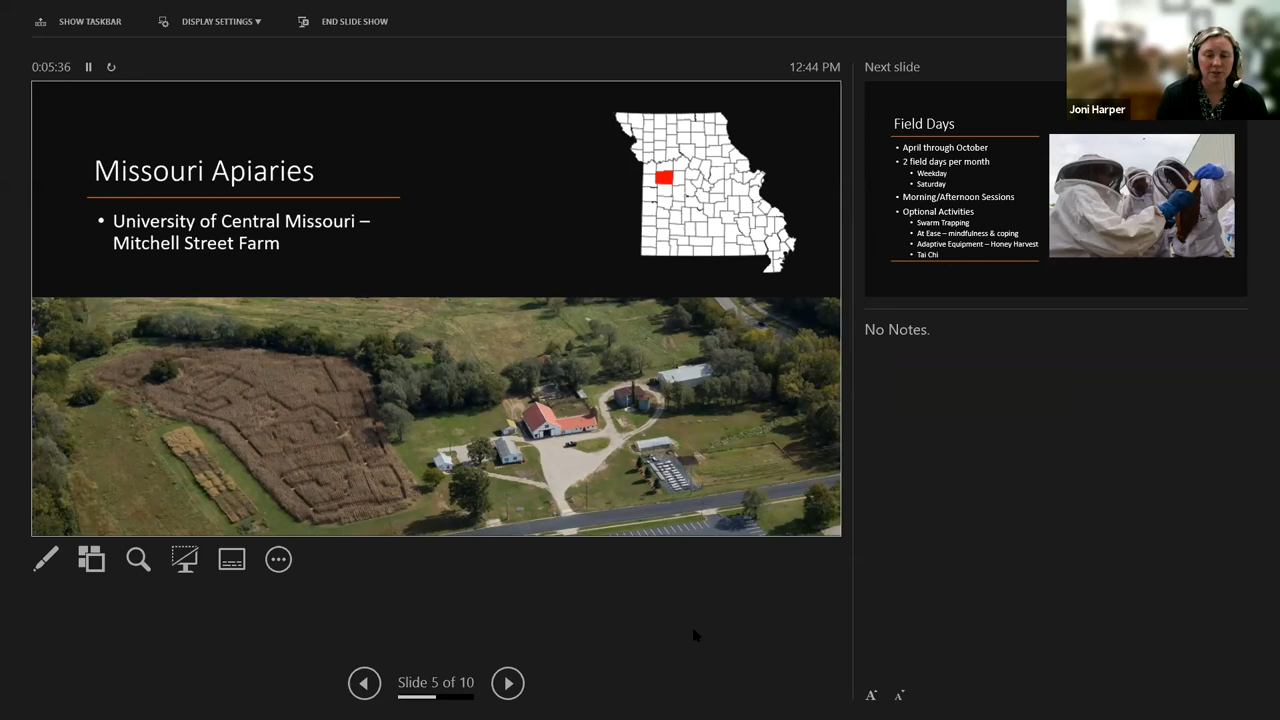 SHOW TASKBAR
DISPLAY SETTINGS ▼
END SLIDE SHOW
0:05:36
12:44 PM
Missouri Apiaries
• University of Central Missouri –
Mitchell Street Farm
Next slide
Joni Harper
Field Days
• April through October
• 2 field days per month
• Weekday
• Saturday
• Morning/Afternoon Sessions
• Optional Activities
• Swarm Trapping
• At Ease – mindfulness & coping
• Adaptive Equipment – Honey Harvest
• Tai Chi
No Notes.
Slide 5 of 10
A A